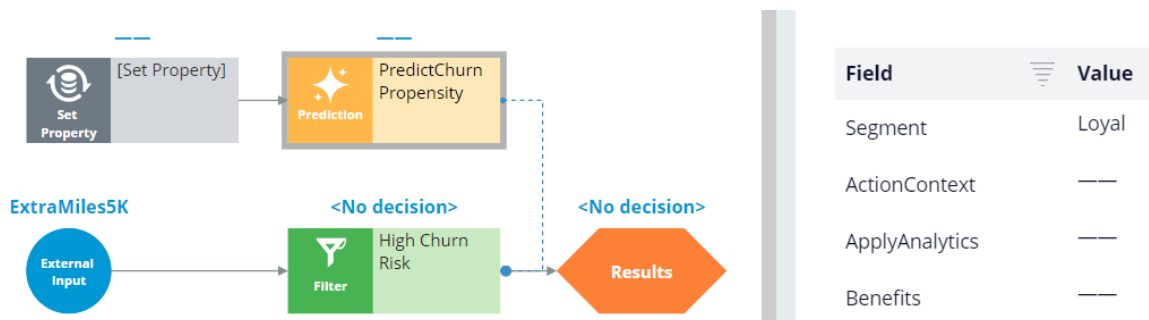 —— ——
[Set Property]
Set
Property
PredictChurn
Propensity
Prediction
ExtraMiles5K
<No decision>
<No decision>
External
Input
High Churn
Risk
Filter
Results
Field Value
Segment Loyal
ActionContext ——
ApplyAnalytics ——
Benefits ——